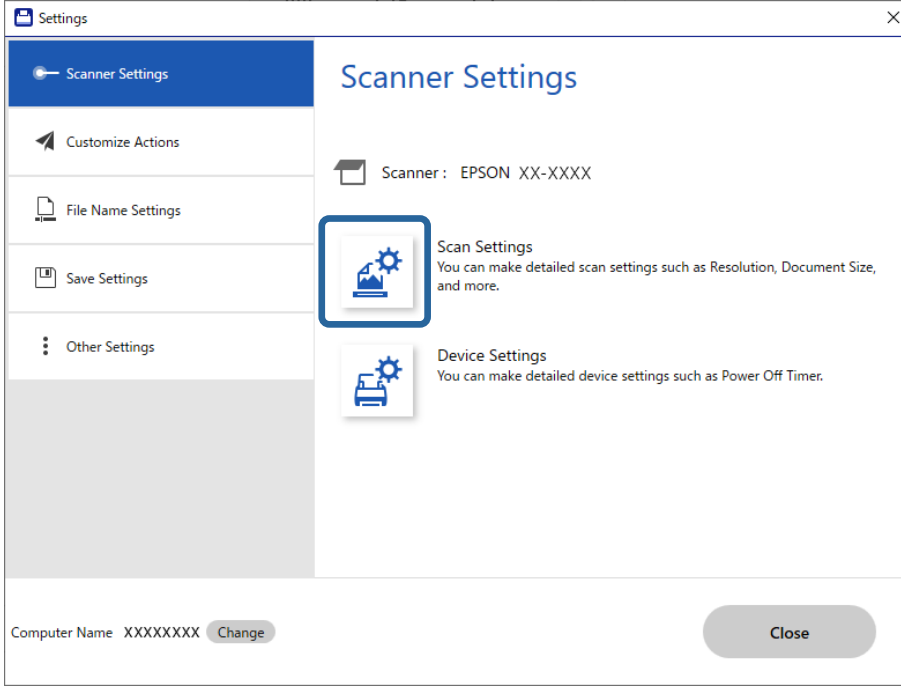 Settings
Scanner Settings
Customize Actions
File Name Settings
Save Settings
Other Settings
Scanner Settings
Scanner : EPSON XX-XXXX
Scan Settings
You can make detailed scan settings such as Resolution, Document Size,
and more.
Device Settings
You can make detailed device settings such as Power Off Timer.
Computer Name XXXXXXXX Change
Close